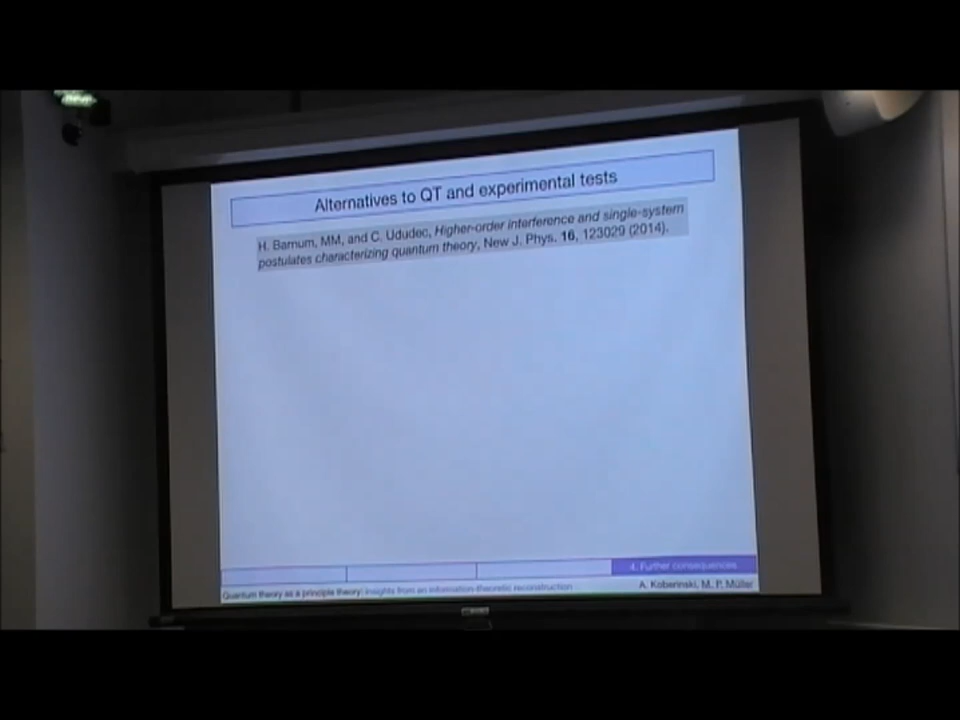 Alternatives to QT and experimental tests
H. Barnum, MM, and C. Ududec, Higher-order interference and single-system
postulates characterizing quantum theory, New J. Phys. 16, 123029 (2014).
4. Further consequences
Quantum theory as a principle theory: insights from an information-theoretic reconstruction
A. Koberinski, M. P. Müller